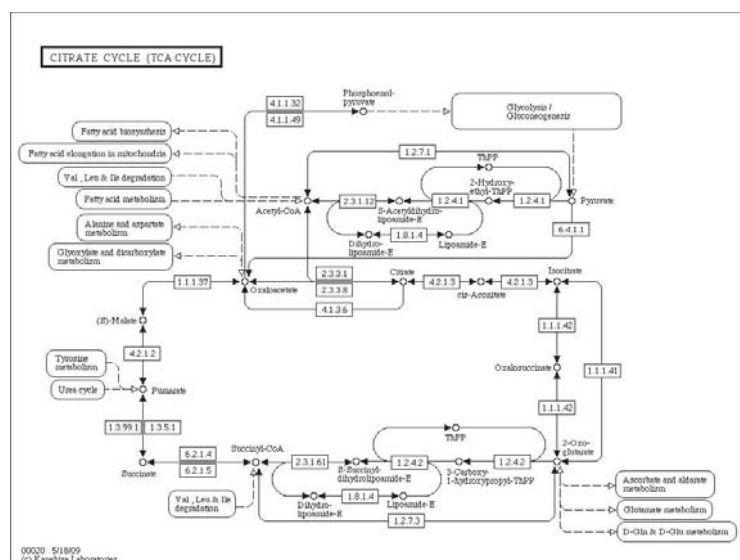 CITRATE CYCLE (TCA CYCLE)
Phosphoenol-
pyruvate
4.1.1.32
4.1.1.49
Glycolysis /
Gluconeogenesis
Fatty acid biosynthesis
Fatty acid elongation in mitochondria
Val, Leu & Ile degradation
Fatty acid metabolism
Alanine and aspartate
metabolism
Glyoxylate and dicarboxylate
metabolism
1.2.7.1
ThPP
2-Hydroxy-
ethyl-ThPP
Acetyl-CoA
2.3.1.12
S-Acetyldihydro-
lipoamide-E
1.2.4.1
1.2.4.1
Pyruvate
Dihydro-
lipoamide-E
1.8.1.4
Lipoamide-E
6.4.1.1
1.1.1.37
Oxaloacetate
2.3.3.1
2.3.3.8
4.1.3.6
Citrate
4.2.1.3
cis-Aconitate
4.2.1.3
Isocitrate
(S)-Malate
4.2.1.2
1.1.1.42
Oxalosuccinate
1.1.1.41
1.1.1.42
Tyrosine
metabolism
Urea cycle
Fumarate
1.3.99.1
1.3.5.1
Succinate
6.2.1.4
6.2.1.5
Succinyl-CoA
2.3.1.61
S-Succinyl-
dihydrolipoamide-E
1.2.4.2
ThPP
3-Carboxy-
1-hydroxypropyl-ThPP
1.2.4.2
2-Oxo-
glutarate
Val, Leu & Ile
degradation
Dihydro-
lipoamide-E
1.8.1.4
Lipoamide-E
1.2.7.3
Ascorbate and aldarate
metabolism
Glutamate metabolism
D-Gln & D-Glu metabolism
00020 5/18/09
(c) Kanehisa Laboratories